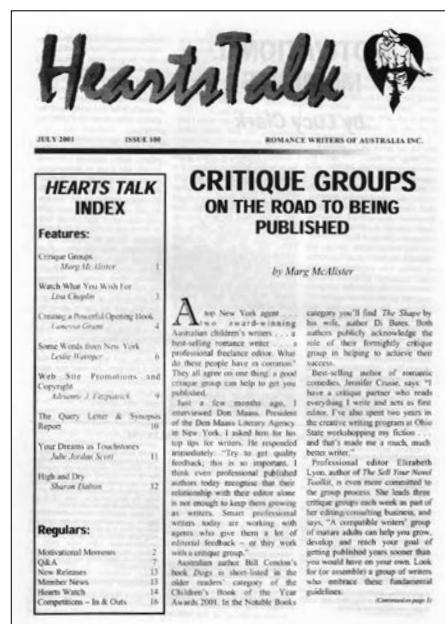 HeartsTalk
JULY 2001 ISSUE 100 ROMANCE WRITERS OF AUSTRALIA INC.
HEARTS TALK
INDEX
Features:
Critique Groups
Marg McAlister 1
Watch What You Wish For
Lisa Chaplin 3
Creating a Powerful Opening Hook
Vanessa Grant 4
Some Words from New York
Leslie Wainger 6
Web Site Promotions and
Copyright
Adrianne J. Fitzpatrick 9
The Query Letter & Synopsis
Report 10
Your Dreams as Touchstones
Julie Jordan Scott 11
High and Dry
Sharon Dalton 12
Regulars:
Motivational Moments 2
Q&A 7
New Releases 13
Member News 13
Hearts Watch 14
Competitions – In & Outs 16
CRITIQUE GROUPS
ON THE ROAD TO BEING
PUBLISHED
by Marg McAlister
A top New York agent . . .
two award-winning
Australian children's writers . . . a
best-selling romance writer . . . a
professional freelance editor. What
do these people have in common?
They all agree on one thing: a good
critique group can help to get you
published.
Just a few months ago, I
interviewed Don Maass, President
of the Don Maass Literary Agency
in New York. I asked him for his
top tips for writers. He responded
immediately: "Try to get quality
feedback, this is so important. I
think even professional published
authors today recognise that their
relationship with their editor alone
is not enough to keep them growing
as writers. Smart professional
writers today are working with
agents who give them a lot of
editorial feedback – or they work
with a critique group."
Australian author Bill Condon's
book Dogs is short-listed in the
older readers' category of the
Children's Book of the Year
Awards 2001. In the Notable Books
category you'll find The Shape by
his wife, author Di Bates. Both
authors publicly acknowledge the
role of their fortnightly critique
group in helping to achieve their
success.
Best-selling author of romantic
comedies, Jennifer Crusie, says: "I
have a critique partner who reads
everything I write and acts as first
editor. I've also spent two years in
the creative writing program at Ohio
State workshopping my fiction . . .
and that's made me a much, much
better writer."
Professional editor Elizabeth
Lyon, author of The Sell Your Novel
Toolkit, is even more committed to
the group process. She leads three
critique groups each week as part of
her editing/consulting business, and
says, "A compatible writers' group
of mature adults can help you grow,
develop and reach your goal of
getting published years sooner than
you would have on your own. Look
for (or assemble) a group of writers
who embrace these fundamental
guidelines:
(Continued on page